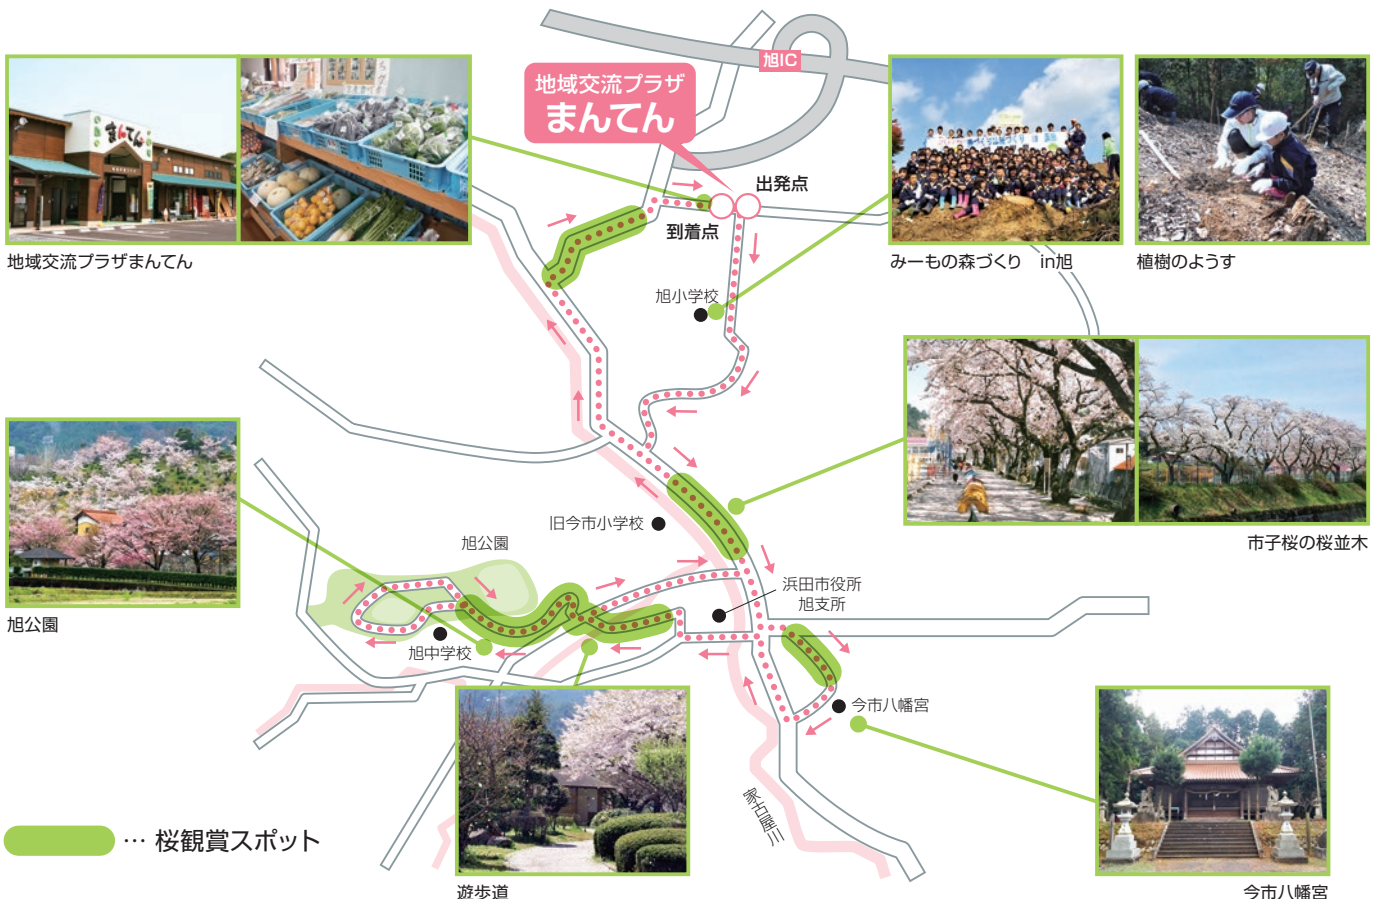 旭IC
地域交流プラザ
まんてん
出発点
到着点
まんてん
地域交流プラザまんてん
みーもの森づくり　in旭
植樹のようす
旭小学校
旧今市小学校
市子桜の桜並木
旭公園
旭公園
旭中学校
浜田市役所
旭支所
今市八幡宮
家古屋川
… 桜観賞スポット
遊歩道
今市八幡宮